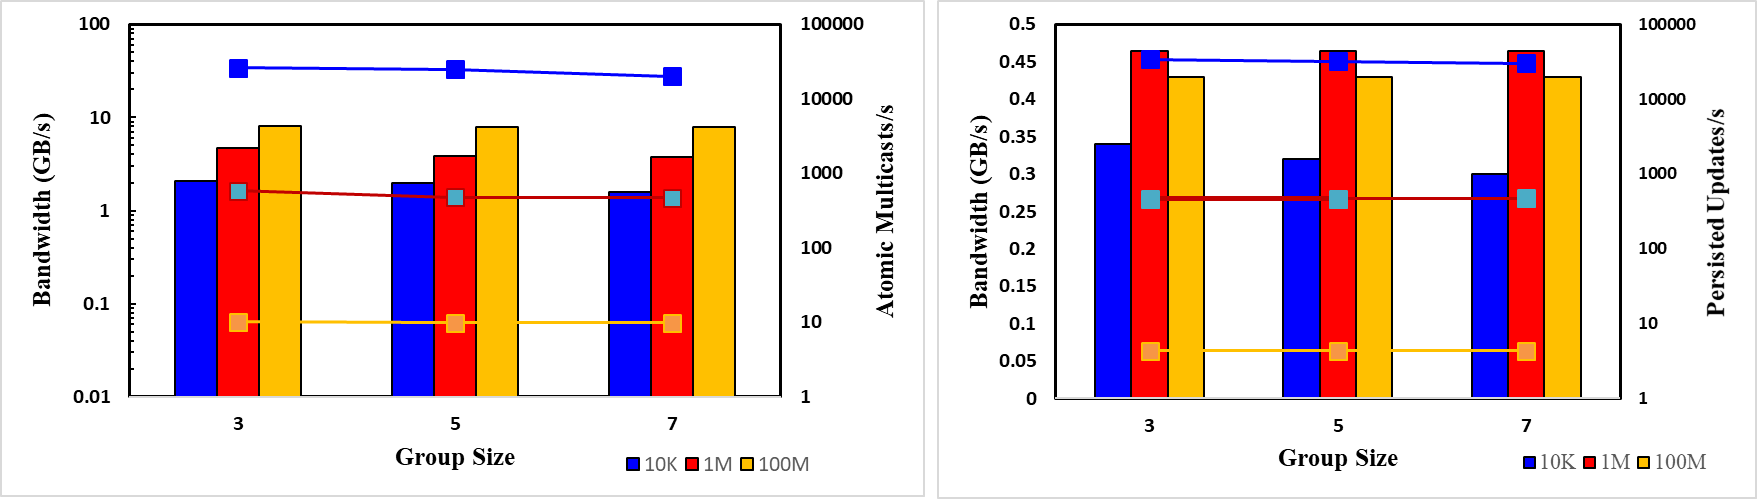 100
10
1
0.1
0.01
Bandwidth (GB/s)
100000
10000
1000
100
10
1
Atomic Multicasts/s
3 5 7
Group Size
10K 1M 100M
0.5
0.45
0.4
0.35
0.3
0.25
0.2
0.15
0.1
0.05
0
Bandwidth (GB/s)
100000
10000
1000
100
10
1
Persisted Updates/s
3 5 7
Group Size
10K 1M 100M